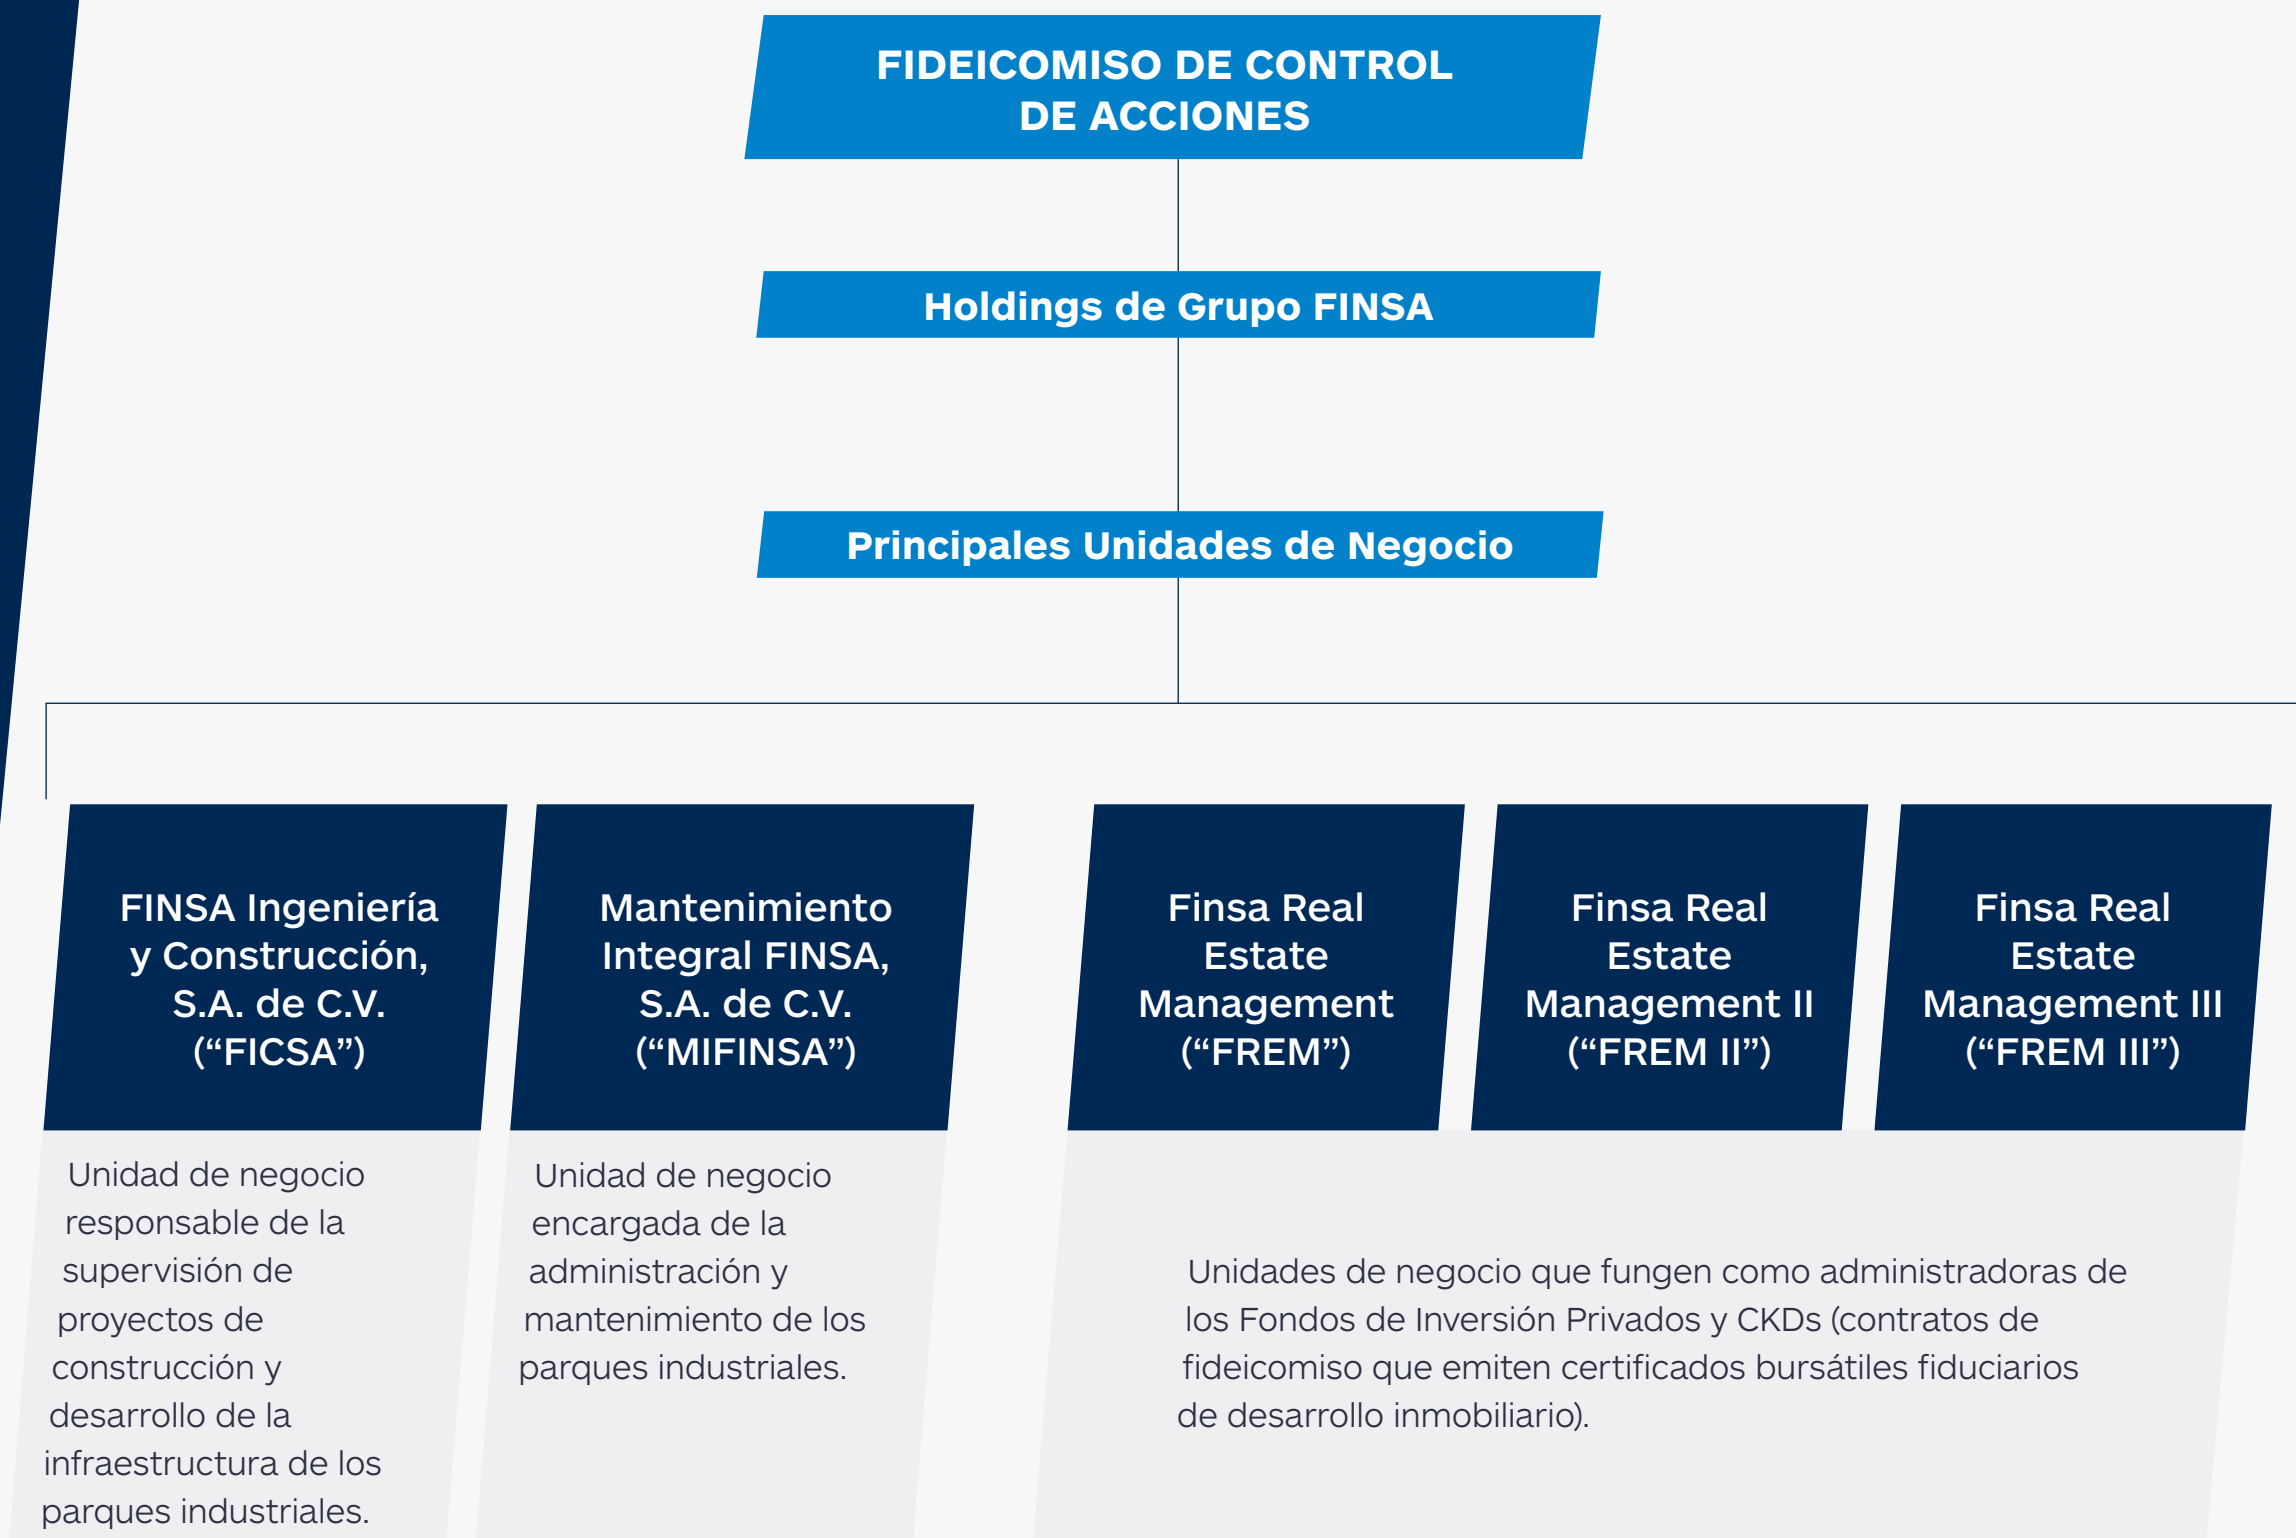 FIDEICOMISO DE CONTROL
DE ACCIONES
Holdings de Grupo FINSA
Principales Unidades de Negocio
FINSA Ingeniería
y Construcción,
S.A. de C.V.
(“FICSA”)
Unidad de negocio
responsable de la
supervisión de
proyectos de
construcción y
desarrollo de la
infraestructura de los
parques industriales.
Mantenimiento
Integral FINSA,
S.A. de C.V.
(“MIFINSA”)
Unidad de negocio
encargada de la
administración y
mantenimiento de los
parques industriales.
Finsa Real
Estate
Management
(“FREM”)
Finsa Real
Estate
Management II
(“FREM II”)
Finsa Real
Estate
Management III
(“FREM III”)
Unidades de negocio que fungen como administradoras de
los Fondos de Inversión Privados y CKDs (contratos de
fideicomiso que emiten certificados bursátiles fiduciarios
de desarrollo inmobiliario).